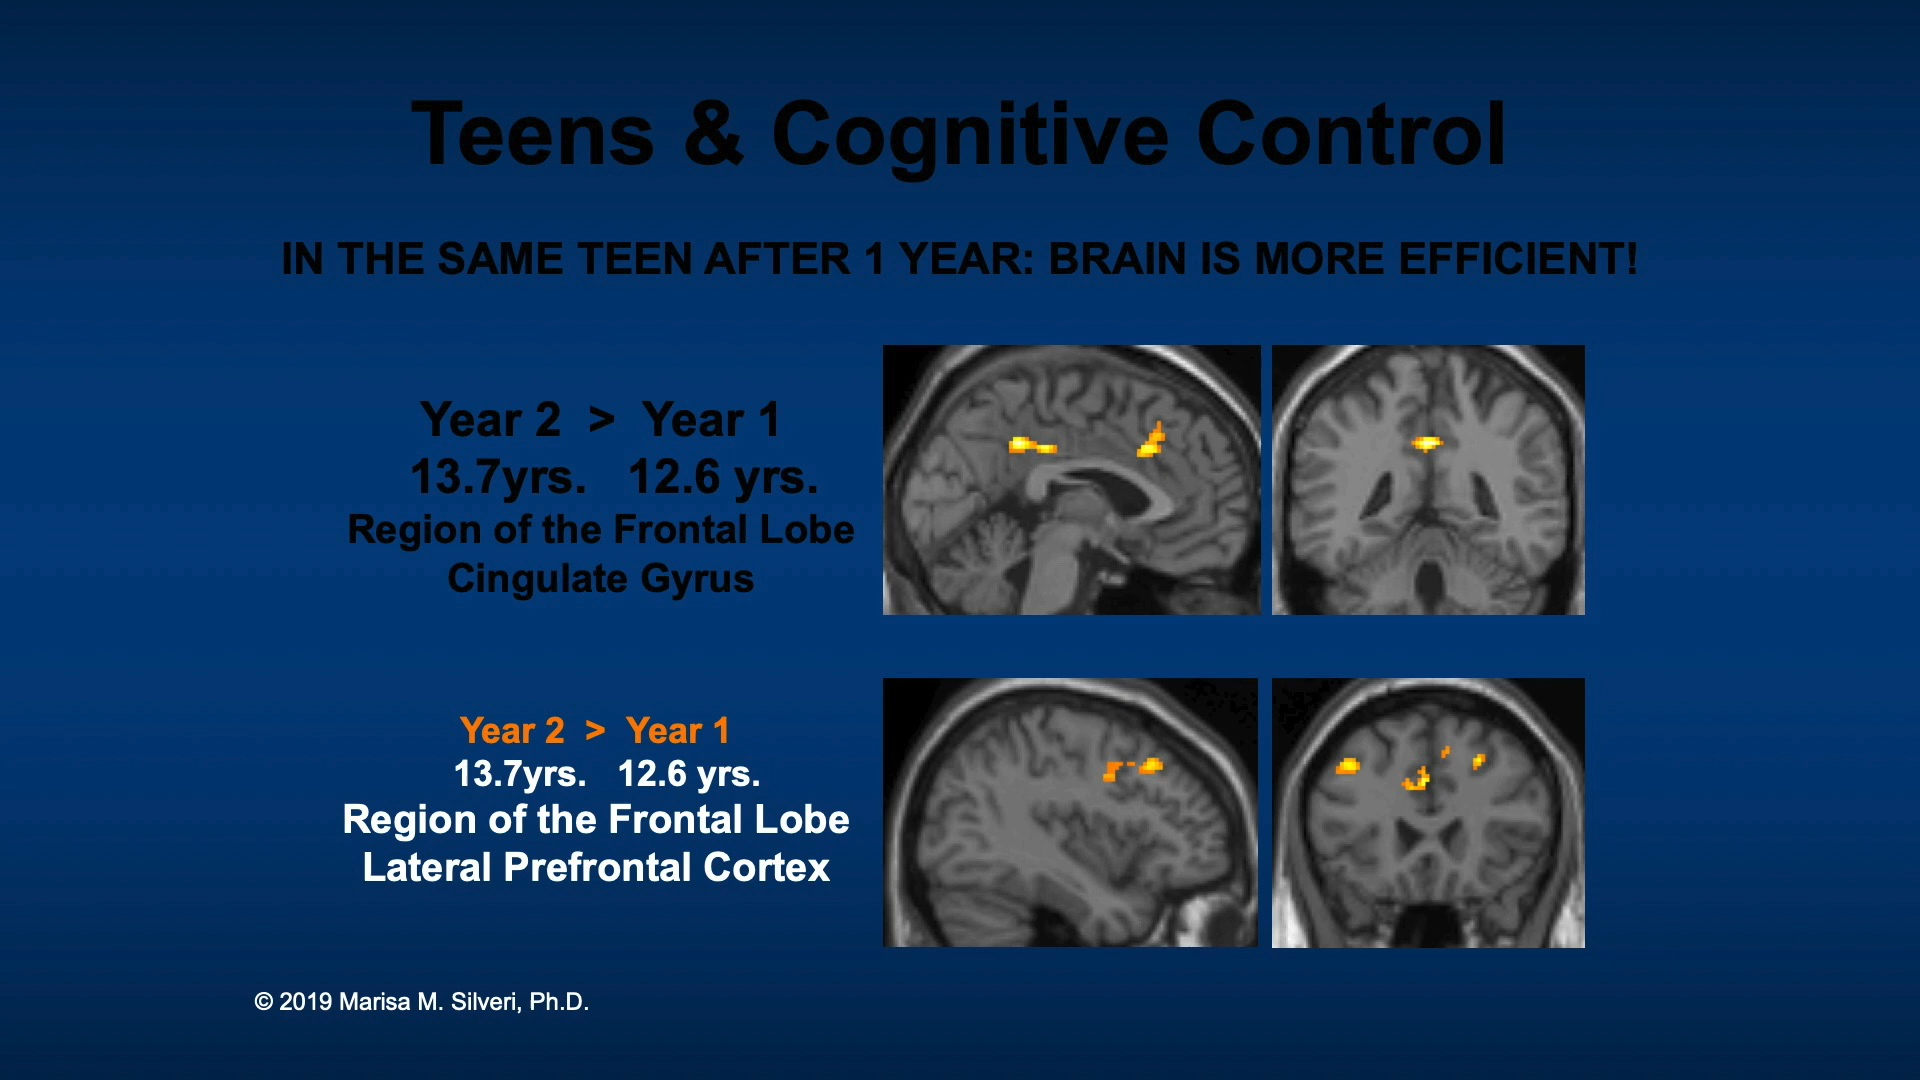 Teens & Cognitive Control
IN THE SAME TEEN AFTER 1 YEAR: BRAIN IS MORE EFFICIENT!
Year 2 > Year 1
13.7yrs. 12.6 yrs.
Region of the Frontal Lobe
Cingulate Gyrus
Year 2 > Year 1
13.7yrs. 12.6 yrs.
Region of the Frontal Lobe
Lateral Prefrontal Cortex
© 2019 Marisa M. Silveri, Ph.D.